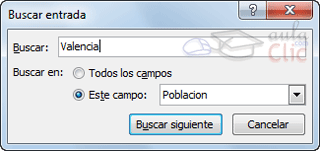 Buscar entrada
Buscar: Valencia
aula
Clic
Buscar en: Todos los campos
Este campo: Poblacion
Buscar siguiente Cancelar